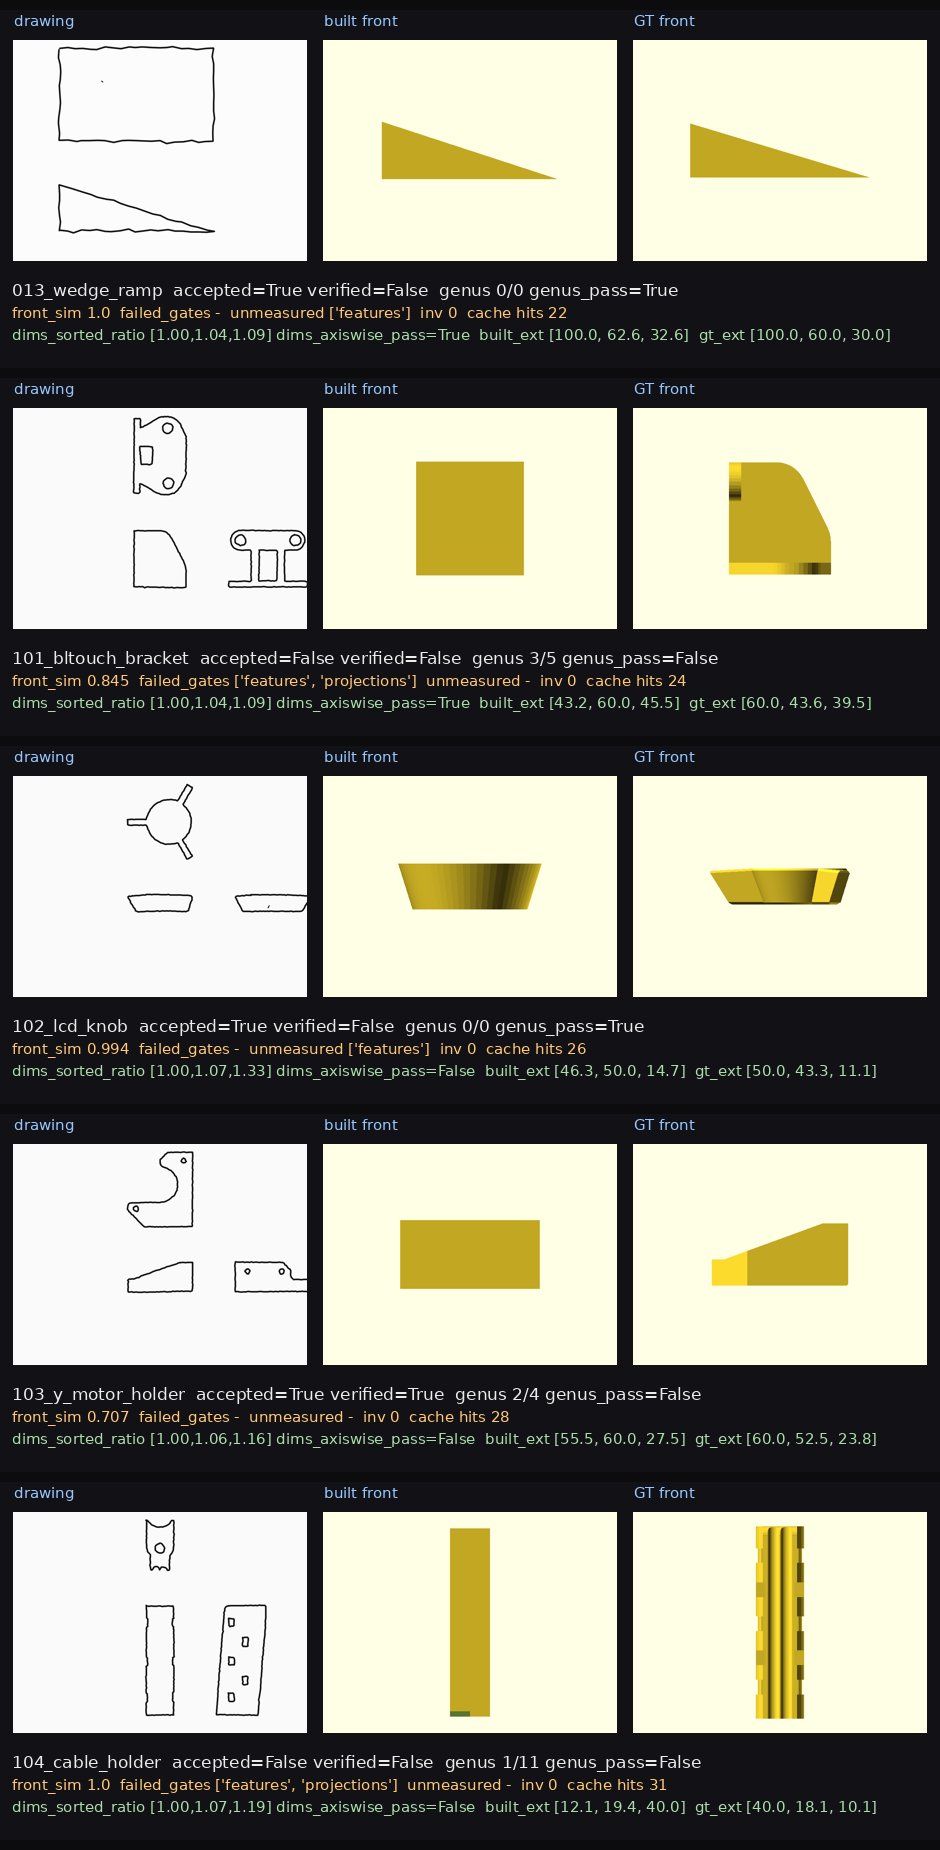 drawing built front GT front
013_wedge_ramp accepted=True verified=False genus 0/0 genus_pass=True
front_sim 1.0 failed_gates - unmeasured ['features'] inv 0 cache hits 22
dims_sorted_ratio [1.00,1.04,1.09] dims_axiswise_pass=True built_ext [100.0, 62.6, 32.6] gt_ext [100.0, 60.0, 30.0]
drawing built front GT front
101_bltouch_bracket accepted=False verified=False genus 3/5 genus_pass=False
front_sim 0.845 failed_gates ['features', 'projections'] unmeasured - inv 0 cache hits 24
dims_sorted_ratio [1.00,1.04,1.09] dims_axiswise_pass=True built_ext [43.2, 60.0, 45.5] gt_ext [60.0, 43.6, 39.5]
drawing built front GT front
102_lcd_knob accepted=True verified=False genus 0/0 genus_pass=True
front_sim 0.994 failed_gates - unmeasured ['features'] inv 0 cache hits 26
dims_sorted_ratio [1.00,1.07,1.33] dims_axiswise_pass=False built_ext [46.3, 50.0, 14.7] gt_ext [50.0, 43.3, 11.1]
drawing built front GT front
103_y_motor_holder accepted=True verified=True genus 2/4 genus_pass=False
front_sim 0.707 failed_gates - unmeasured - inv 0 cache hits 28
dims_sorted_ratio [1.00,1.06,1.16] dims_axiswise_pass=False built_ext [55.5, 60.0, 27.5] gt_ext [60.0, 52.5, 23.8]
drawing built front GT front
104_cable_holder accepted=False verified=False genus 1/11 genus_pass=False
front_sim 1.0 failed_gates ['features', 'projections'] unmeasured - inv 0 cache hits 31
dims_sorted_ratio [1.00,1.07,1.19] dims_axiswise_pass=False built_ext [12.1, 19.4, 40.0] gt_ext [40.0, 18.1, 10.1]